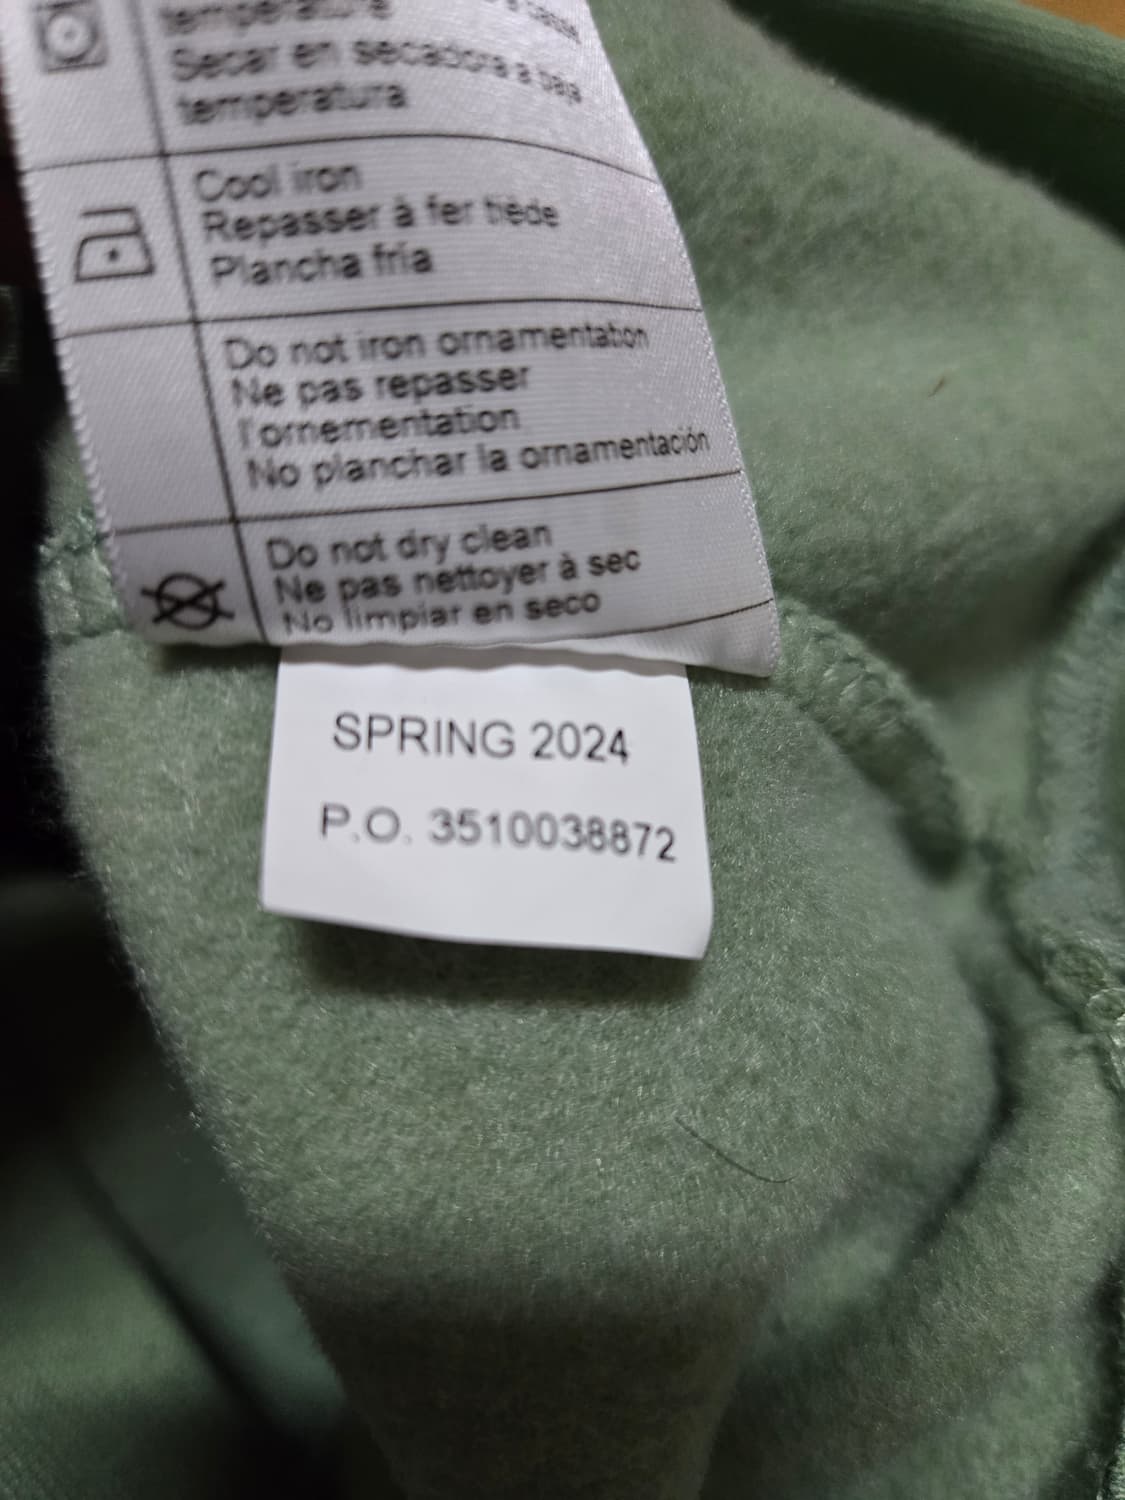 temperature
Secar en secadora a baja
temperatura
Cool iron
Repasser à fer tiède
Plancha fría
Do not iron ornamentation
Ne pas repasser
l'ornementation
No planchar la ornamentación
Do not dry clean
Ne pas nettoyer à sec
No limpiar en seco
SPRING 2024
P.O. 3510038872